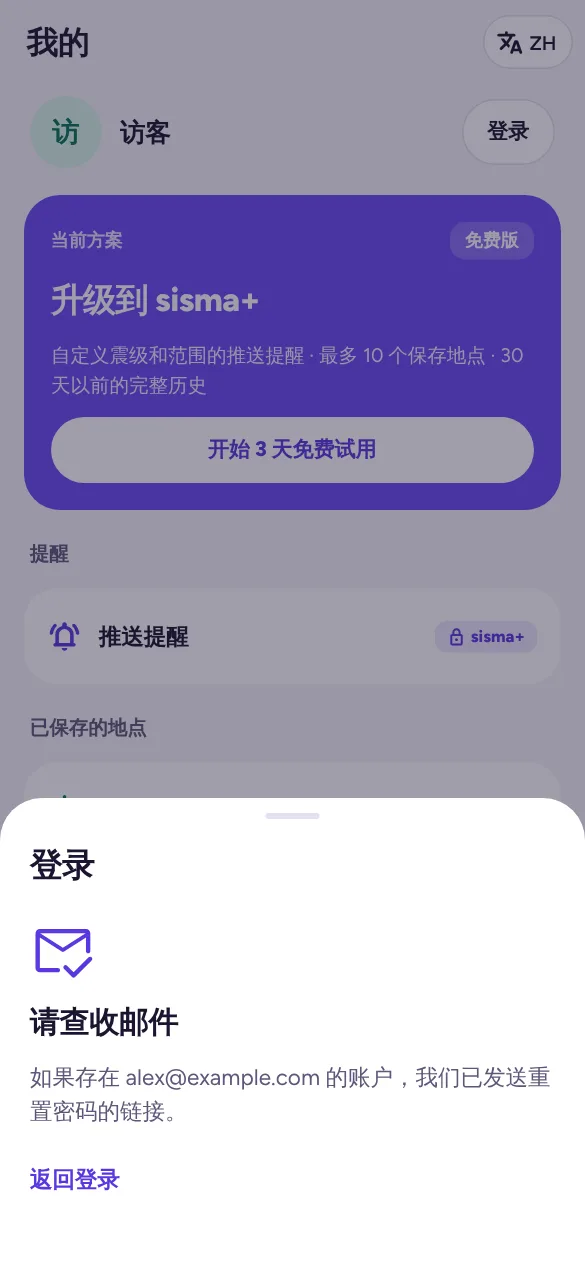 我的
ZH
访
访客
登录
当前方案
免费版
升级到 sisma+
自定义震级和范围的推送提醒 · 最多 10 个保存地点 · 30
天以前的完整历史
开始 3 天免费试用
提醒
推送提醒
sisma+
已保存的地点
登录
请查收邮件
如果存在 alex@example.com 的账户，我们已发送重
置密码的链接。
返回登录